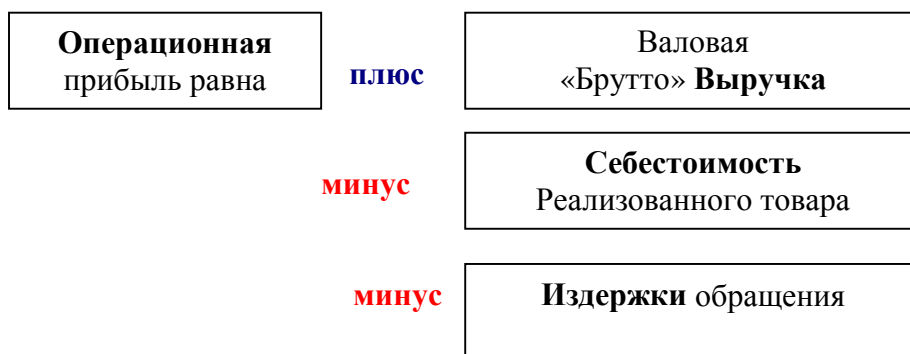 Операционная
прибыль равна
плюс
Валовая
«Брутто» Выручка
минус
Себестоимость
Реализованного товара
минус
Издержки обращения